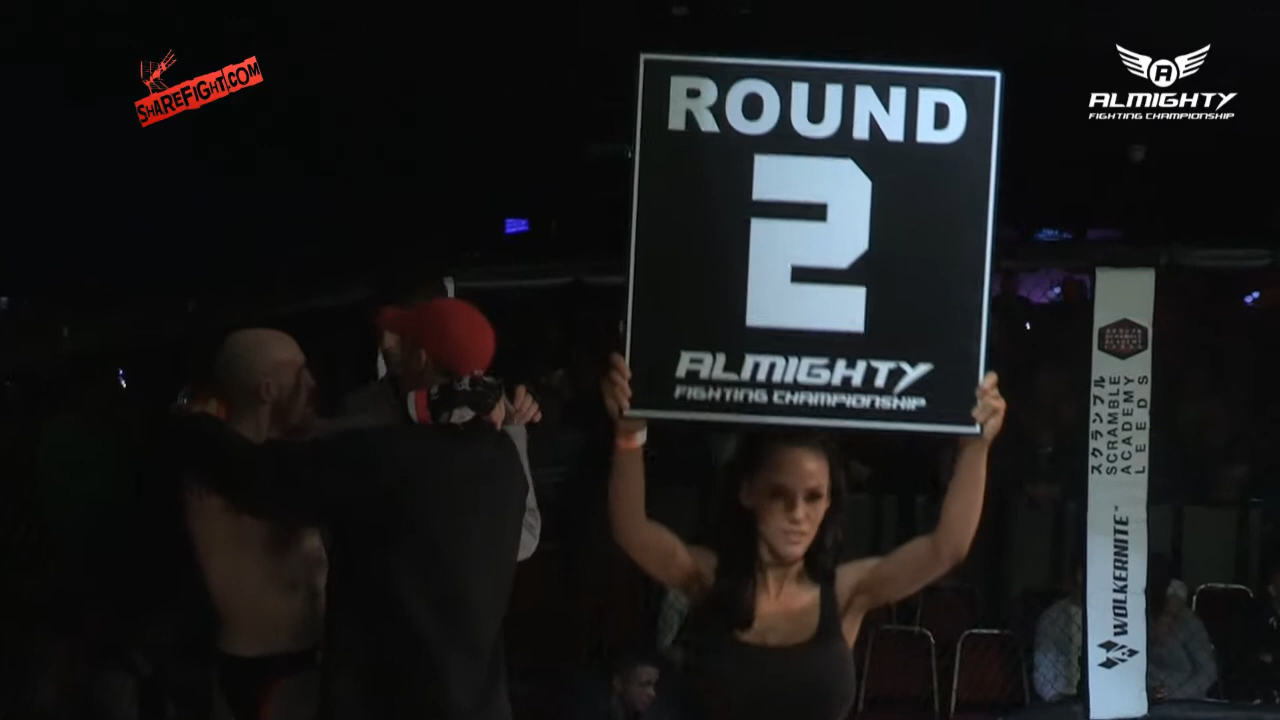 SHAREFIGHT.COM
ALMIGHTY
FIGHTING CHAMPIONSHIP
ROUND
2
ALMIGHTY
FIGHTING CHAMPIONSHIP
スクランブル
SCRAMBLE
ACADEMY
LEEDS
WOLKERNITE™